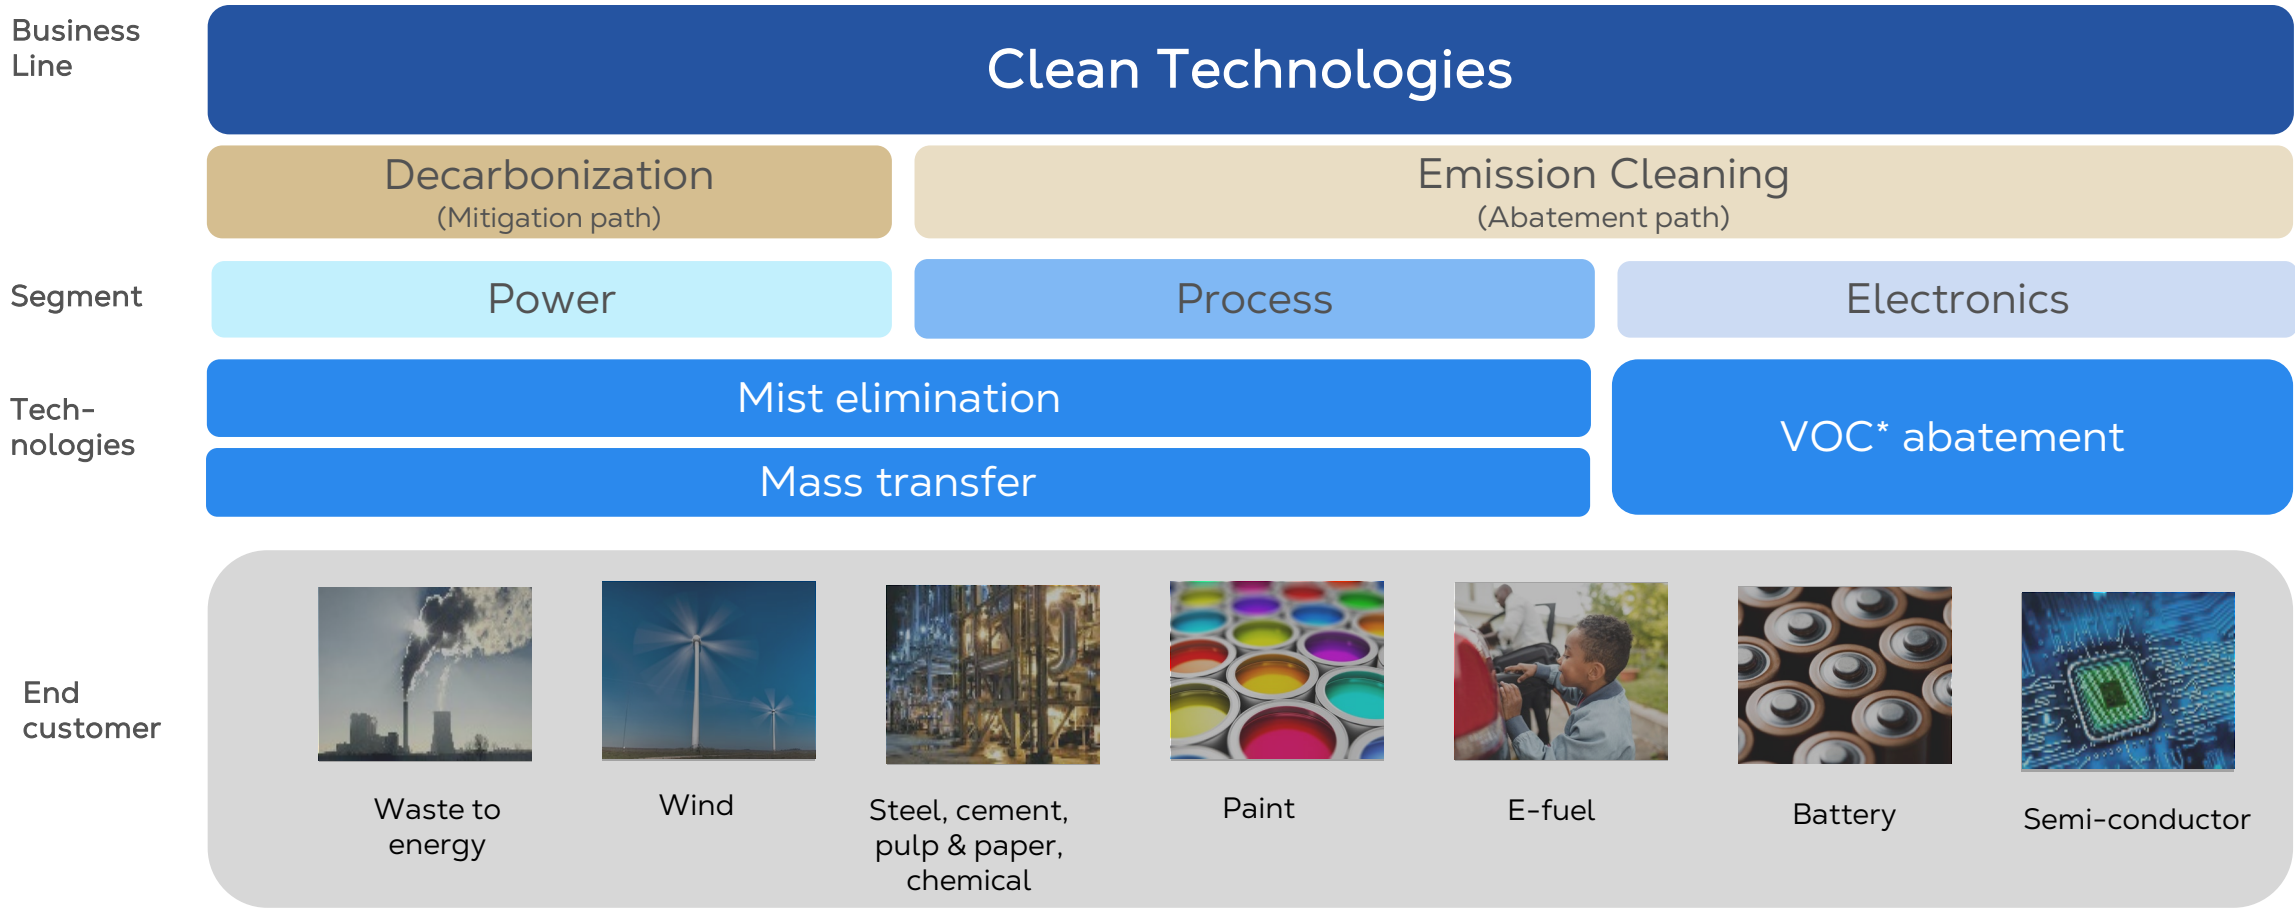 Business
Line
Clean Technologies
Decarbonization
(Mitigation path)
Emission Cleaning
(Abatement path)
Segment
Power
Process
Electronics
Tech-
nologies
Mist elimination
Mass transfer
VOC* abatement
End
customer
Waste to
energy
Wind
Steel, cement,
pulp & paper,
chemical
Paint
E-fuel
Battery
Semi-conductor